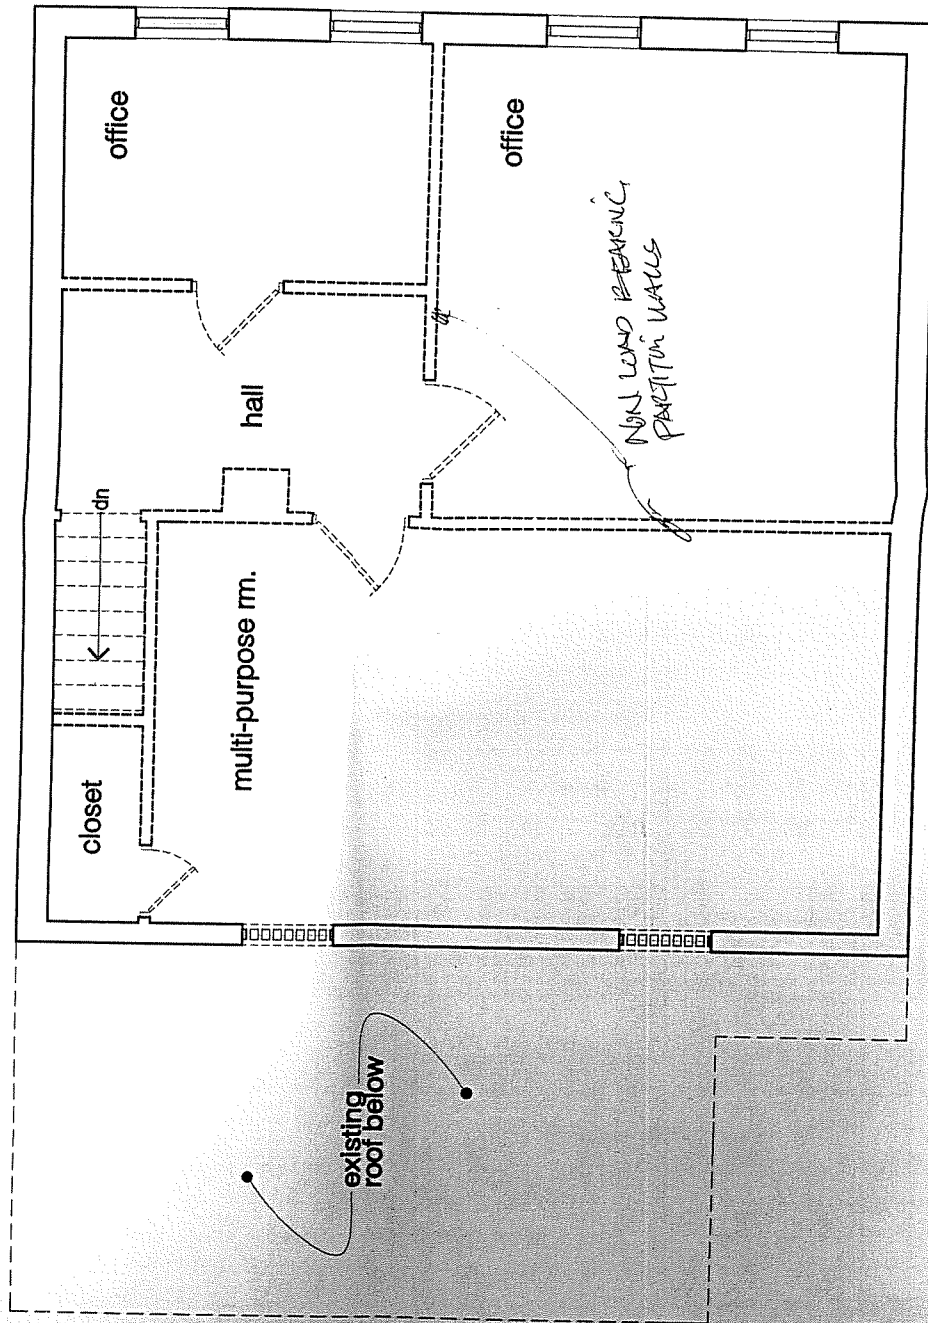 office
office
NON LOAD BEARING
PARTITION WALLS
hall
dn
multi-purpose rm.
closet
existing
roof below